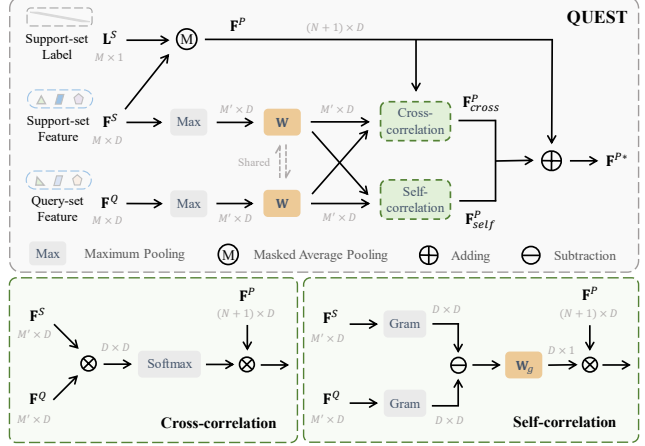 QUEST
Support-set
Label
L^S
M × 1
M
F^P
(N + 1) × D
Support-set
Feature
F^S
M × D
Max
M′ × D
W
M′ × D
Cross-
correlation
F^P_cross
Shared
F^P*
Query-set
Feature
F^Q
M × D
Max
M′ × D
W
M′ × D
Self-
correlation
F^P_self
Max Maximum Pooling M Masked Average Pooling Adding Subtraction
F^S
M′ × D
F^Q
M′ × D
D × D
Softmax
F^P
(N + 1) × D
Cross-correlation
F^S
M′ × D
Gram
D × D
F^Q
M′ × D
Gram
D × D
W_g
D × 1
F^P
(N + 1) × D
Self-correlation